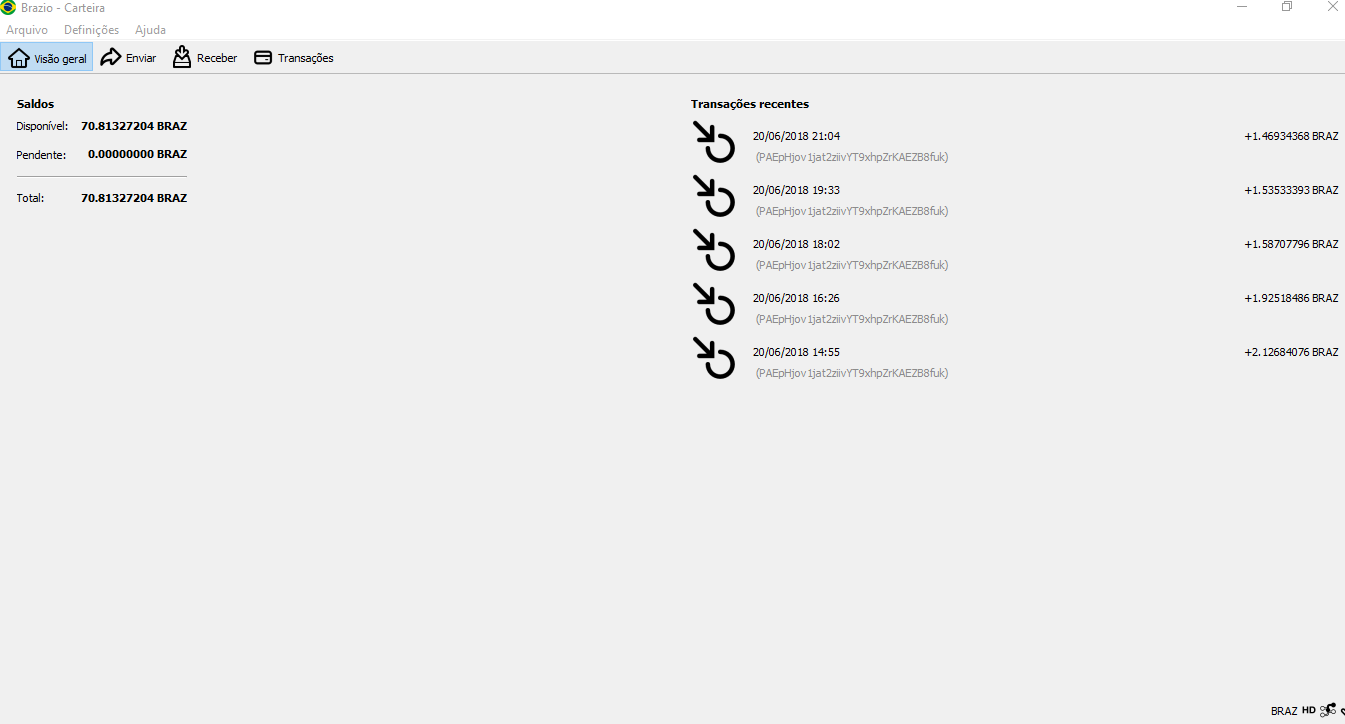 Brazio - Carteira
Arquivo Definições Ajuda
Visão geral Enviar Receber Transações
Saldos
Disponível: 70.81327204 BRAZ
Pendente: 0.00000000 BRAZ
Total: 70.81327204 BRAZ
Transações recentes
20/06/2018 21:04 +1.46934368 BRAZ
(PAEpHjov1jat2ziivYT9xhpZrKAEZB8fuk)
20/06/2018 19:33 +1.53533393 BRAZ
(PAEpHjov1jat2ziivYT9xhpZrKAEZB8fuk)
20/06/2018 18:02 +1.58707796 BRAZ
(PAEpHjov1jat2ziivYT9xhpZrKAEZB8fuk)
20/06/2018 16:26 +1.92518486 BRAZ
(PAEpHjov1jat2ziivYT9xhpZrKAEZB8fuk)
20/06/2018 14:55 +2.12684076 BRAZ
(PAEpHjov1jat2ziivYT9xhpZrKAEZB8fuk)
BRAZ HD